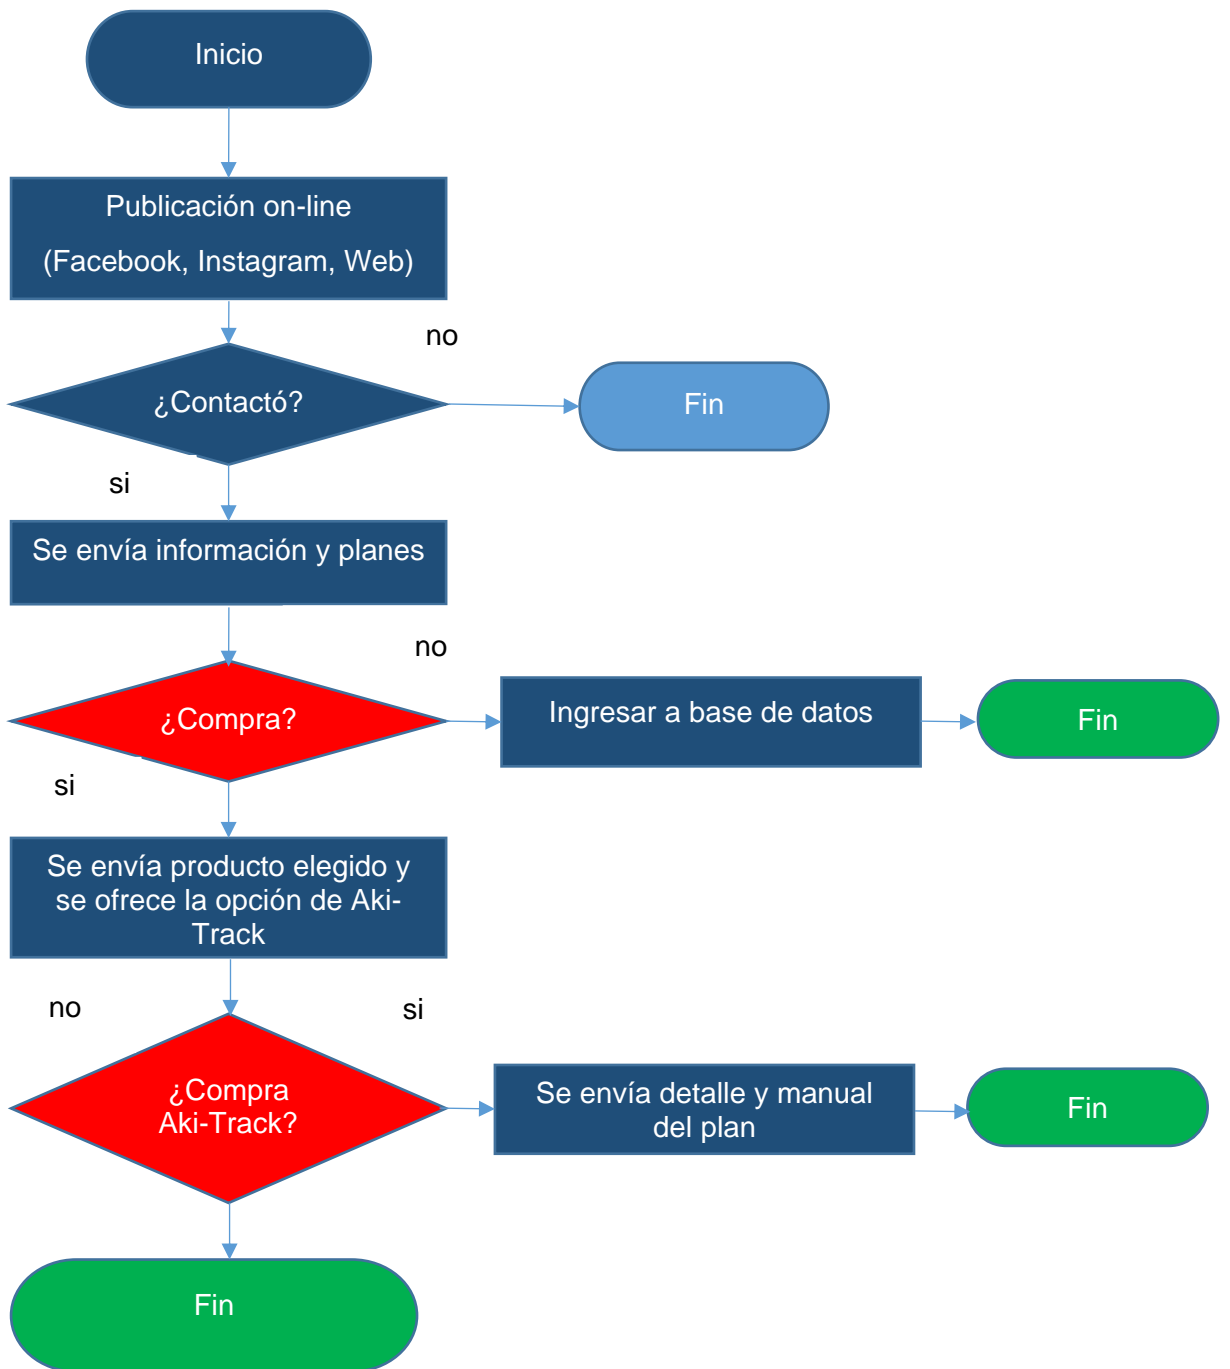 Inicio
Publicación on-line
(Facebook, Instagram, Web)
no
¿Contactó?
Fin
si
Se envía información y planes
no
¿Compra?
Ingresar a base de datos
Fin
si
Se envía producto elegido y
se ofrece la opción de Aki-
Track
no
si
¿Compra
Aki-Track?
Se envía detalle y manual
del plan
Fin
Fin